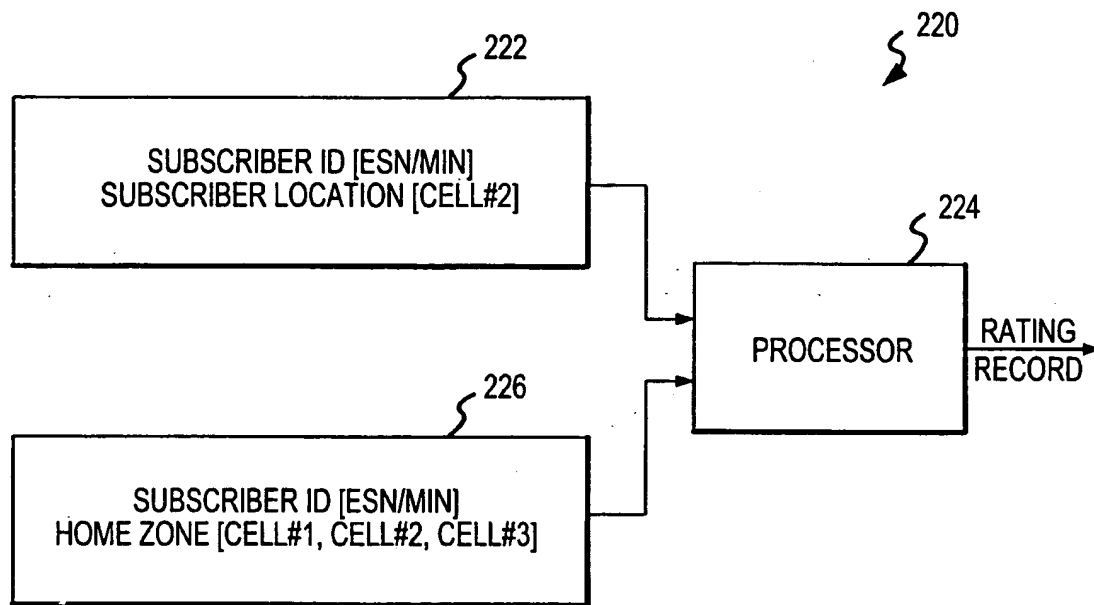 220
222
SUBSCRIBER ID [ESN/MIN]
SUBSCRIBER LOCATION [CELL#2]
224
PROCESSOR
RATING
RECORD
226
SUBSCRIBER ID [ESN/MIN]
HOME ZONE [CELL#1, CELL#2, CELL#3]